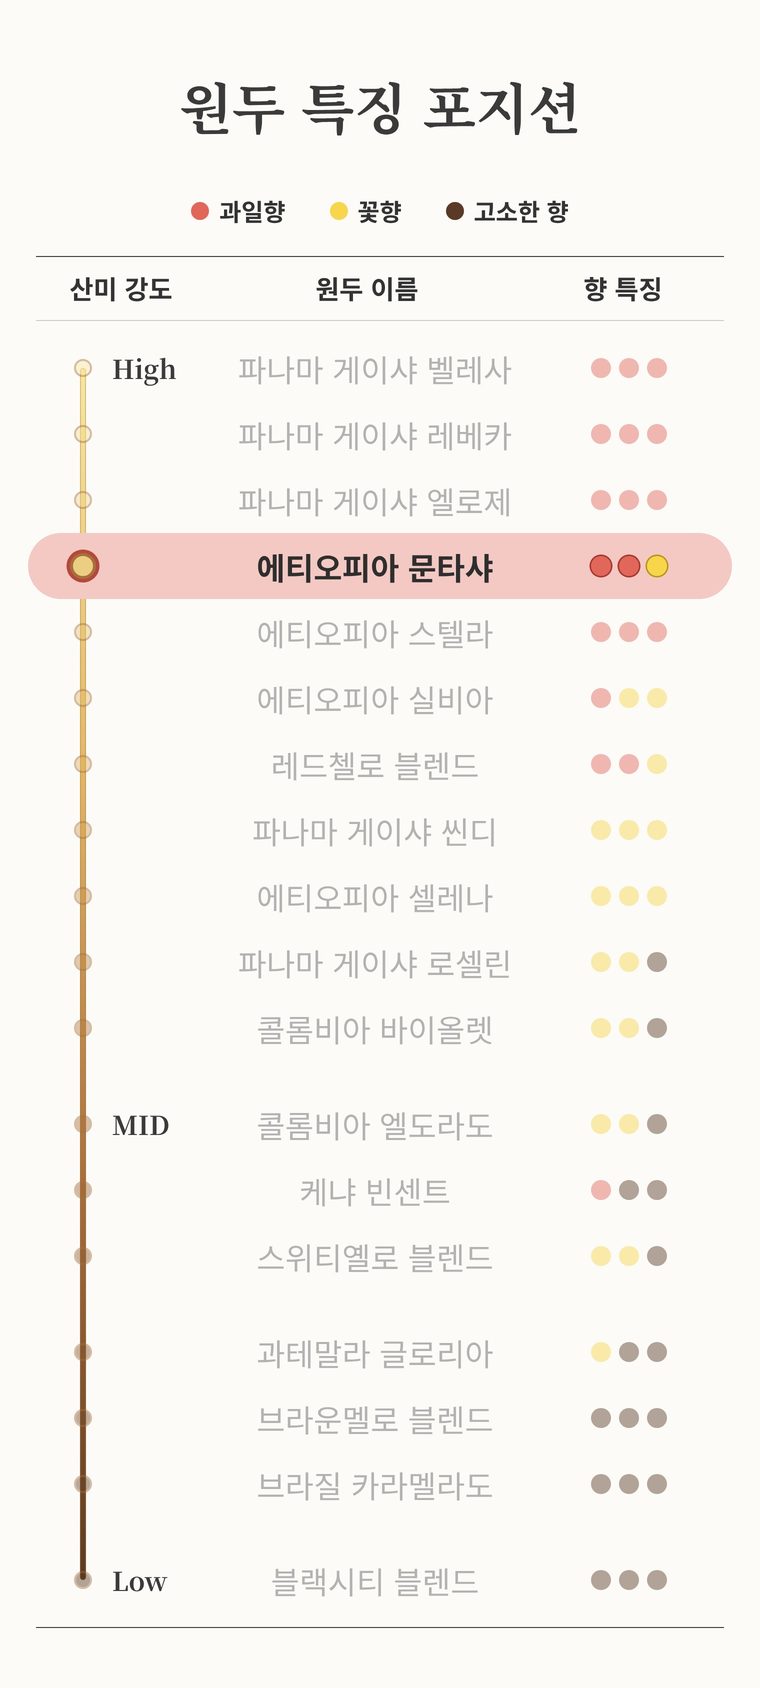 원두 특징 포지션
과일향 꽃향 고소한 향
산미 강도 원두 이름 향 특징
High 파나마 게이샤 벨레사
파나마 게이샤 레베카
파나마 게이샤 엘로제
에티오피아 문타샤
에티오피아 스텔라
에티오피아 실비아
레드첼로 블렌드
파나마 게이샤 씬디
에티오피아 셀레나
파나마 게이샤 로셀린
콜롬비아 바이올렛
MID 콜롬비아 엘도라도
케냐 빈센트
스위티옐로 블렌드
과테말라 글로리아
브라운멜로 블렌드
브라질 카라멜라도
Low 블랙시티 블렌드